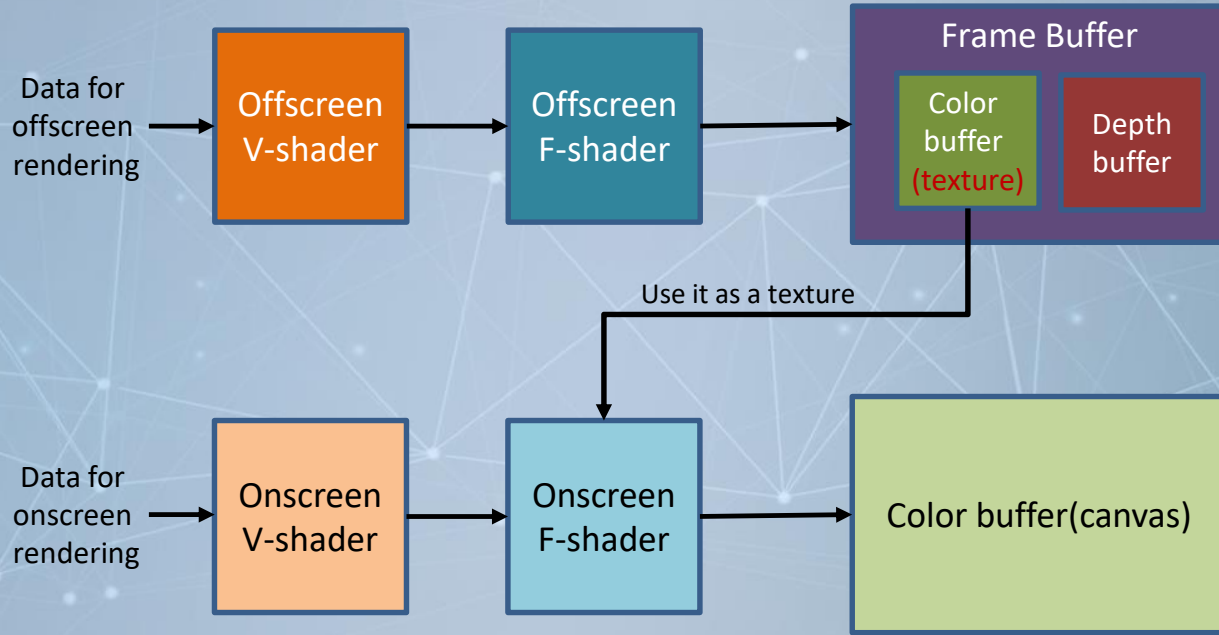 Data for
offscreen
rendering
Offscreen
V-shader
Offscreen
F-shader
Frame Buffer
Color
buffer
(texture)
Depth
buffer
Use it as a texture
Data for
onscreen
rendering
Onscreen
V-shader
Onscreen
F-shader
Color buffer(canvas)